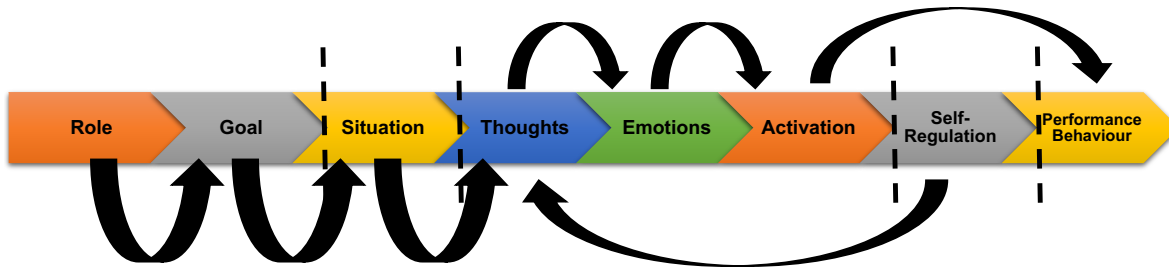 Role
Goal
Situation
Thoughts
Emotions
Activation
Self-
Regulation
Performance
Behaviour